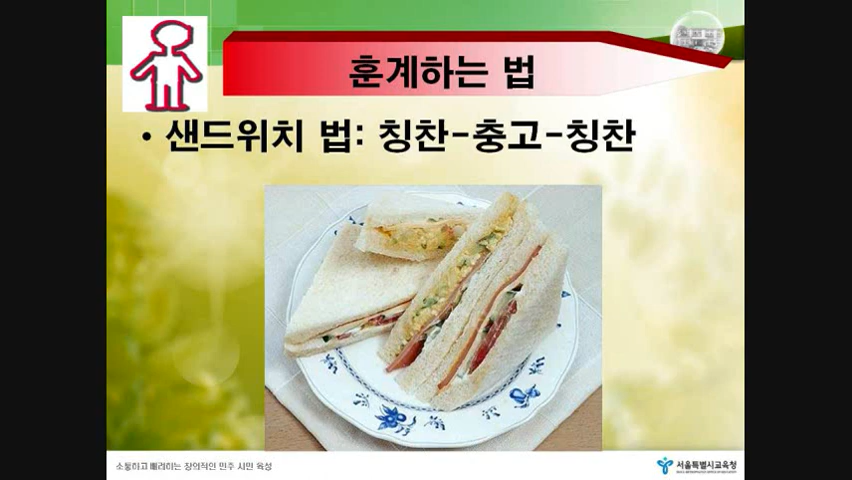 훈계하는 법
• 샌드위치 법: 칭찬-충고-칭찬
소통하고 배려하는 창의적인 민주 시민 육성
서울특별시교육청